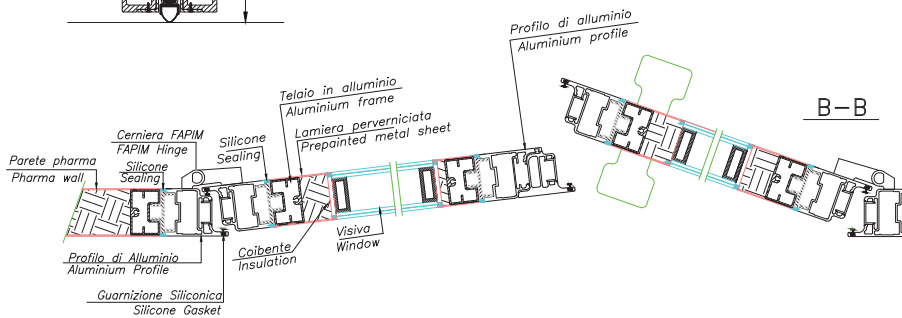 Profilo di alluminio
Aluminium profile
B-B
Telaio in alluminio
Aluminium frame
Lamiera perverniciata
Prepainted metal sheet
Cerniera FAPIM
FAPIM Hinge
Silicone
Sealing
Silicone
Sealing
Parete pharma
Pharma wall
Visiva
Window
Coibente
Insulation
Profilo di Alluminio
Aluminium Profile
Guarnizione Siliconica
Silicone Gasket